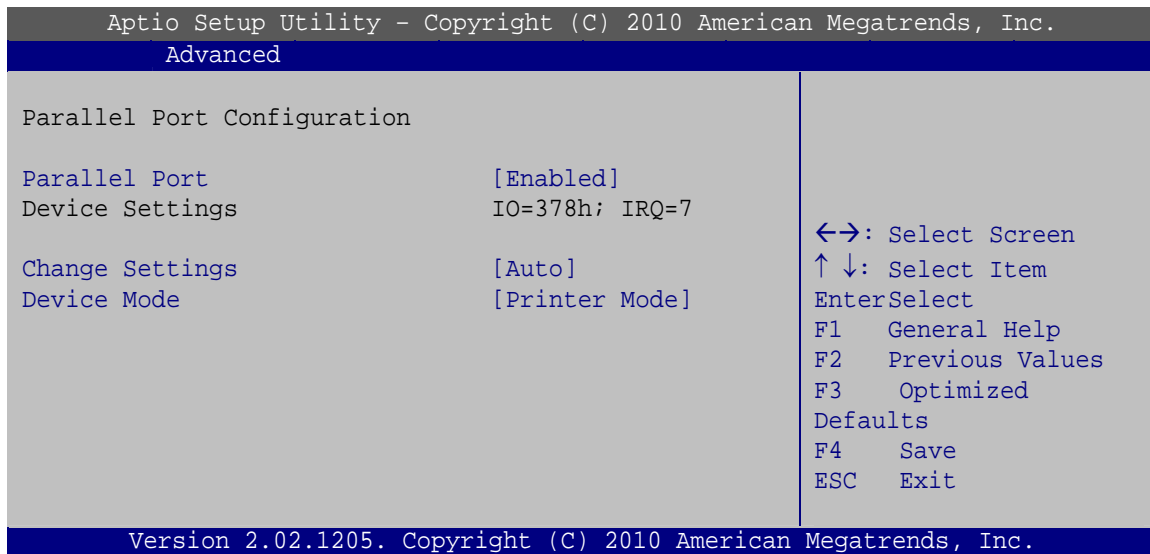 Aptio Setup Utility – Copyright (C) 2010 American Megatrends, Inc.
Advanced
Parallel Port Configuration
Parallel Port [Enabled]
Device Settings IO=378h; IRQ=7
Change Settings [Auto]
Device Mode [Printer Mode]
←→: Select Screen
↑ ↓: Select Item
EnterSelect
F1 General Help
F2 Previous Values
F3 Optimized
Defaults
F4 Save
ESC Exit
Version 2.02.1205. Copyright (C) 2010 American Megatrends, Inc.